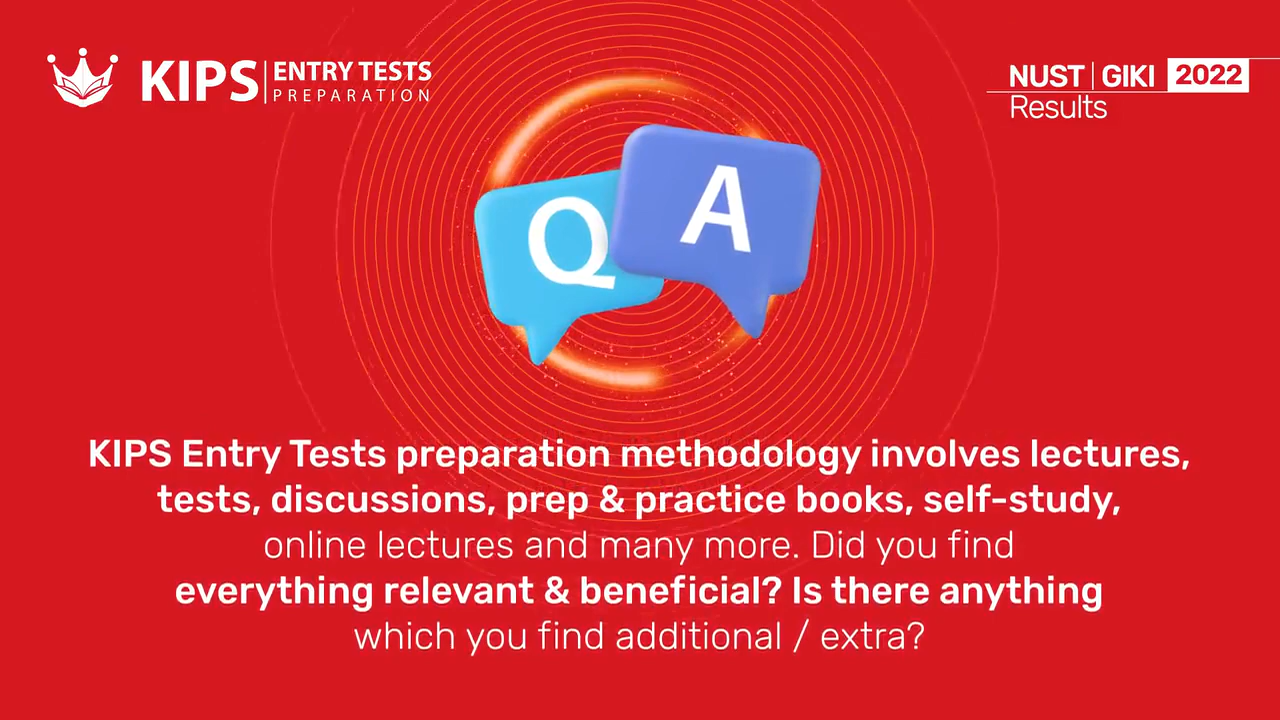 KIPS ENTRY TESTS
PREPARATION
NUST GIKI 2022
Results
Q A
KIPS Entry Tests preparation methodology involves lectures,
tests, discussions, prep & practice books, self-study,
online lectures and many more. Did you find
everything relevant & beneficial? Is there anything
which you find additional / extra?